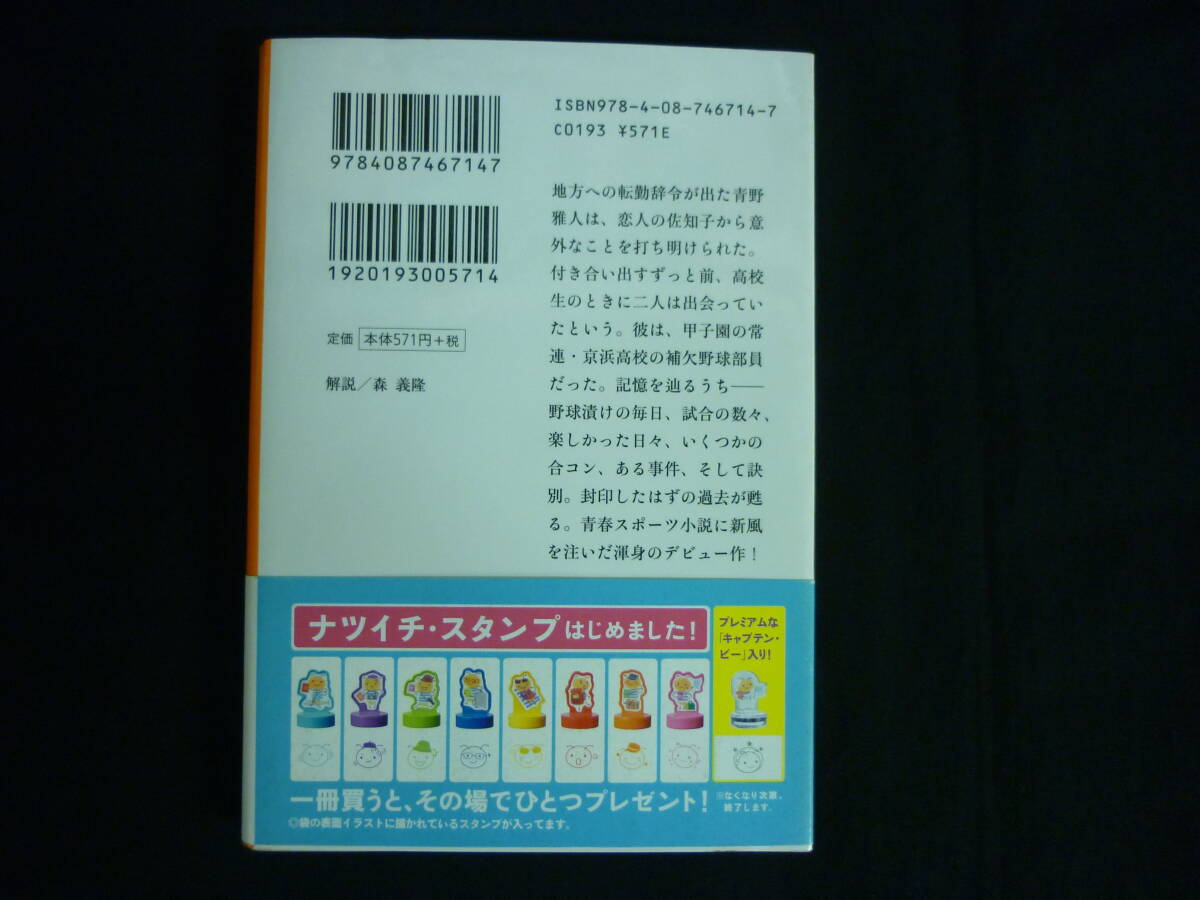 9784087467147
1920193005714
定価 本体571円+税
解説／森 義隆
ISBN978-4-08-746714-7
C0193 ¥571E
地方への転勤辞令が出た青野
雅人は、恋人の佐知子から意
外なことを打ち明けられた。
付き合い出すずっと前、高校
生のときに二人は出会ってい
たという。彼は、甲子園の常
連・京浜高校の補欠野球部員
だった。記憶を辿るうち──
野球漬けの毎日、試合の数々、
楽しかった日々、いくつかの
合コン、ある事件、そして訣
別。封印したはずの過去が甦
る。青春スポーツ小説に新風
を注いだ渾身のデビュー作！
ナツイチ・スタンプはじめました！
プレミアムな
「キャプテン・
ビー」入り！
一冊買うと、その場でひとつプレゼント！
※なくなり次第、
終了します。
◎袋の表面イラストに描かれているスタンプが入ってます。